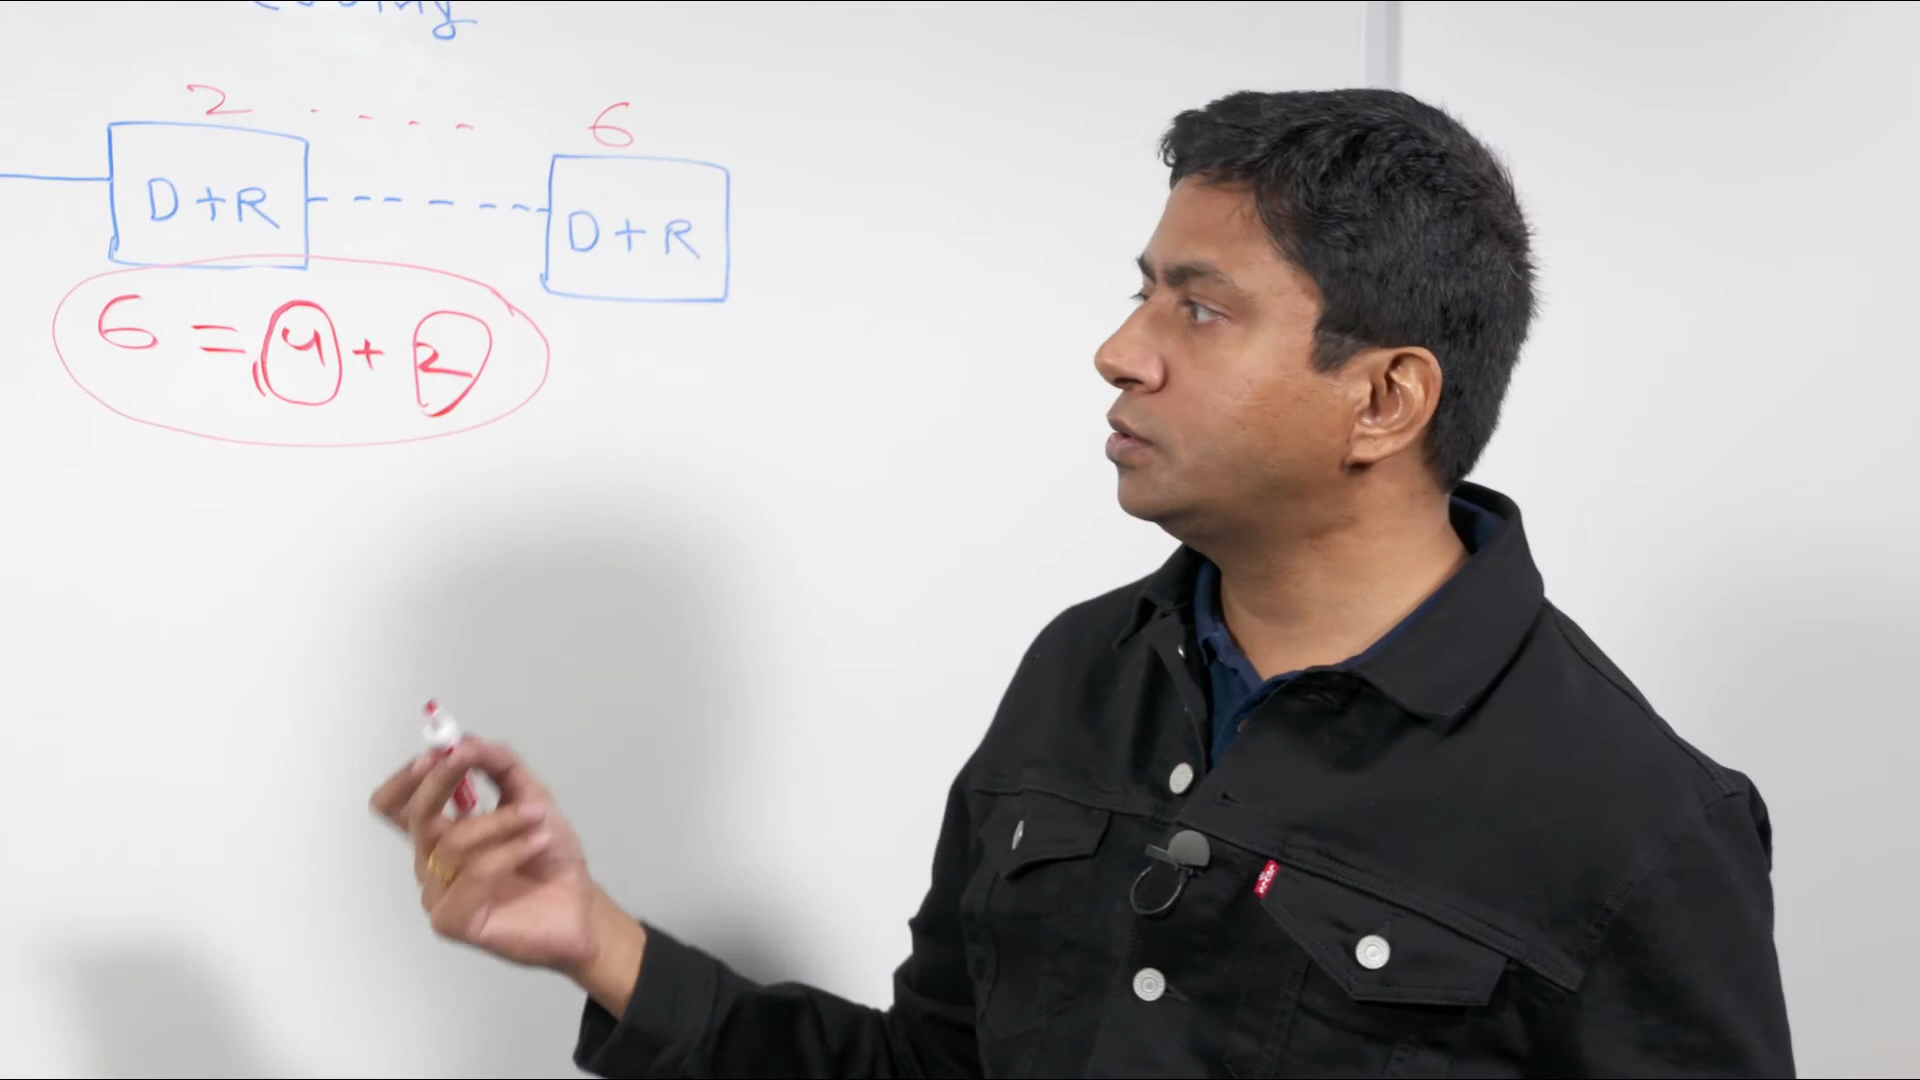 2 . - - - 6
D+R - - - - - D+R
6 = 4 + 2